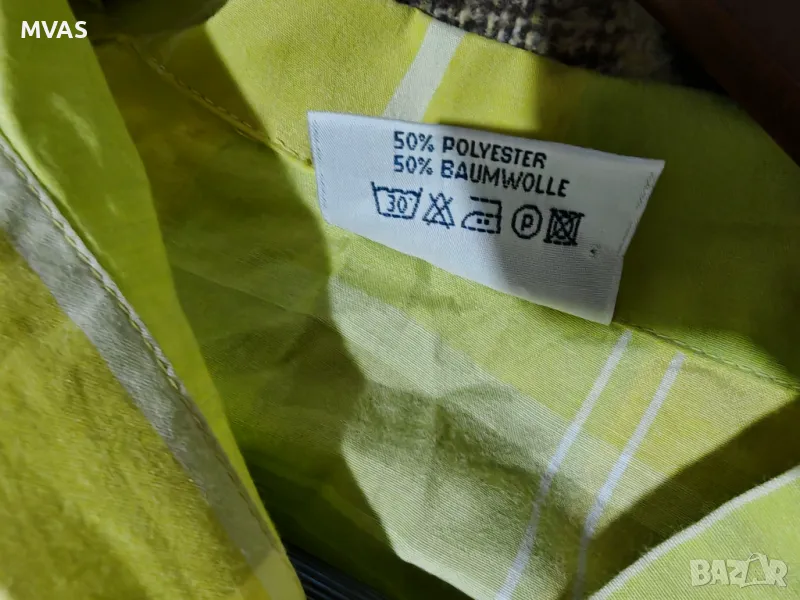 MVAS
50% POLYESTER
50% BAUMWOLLE
30 P
BAZAR